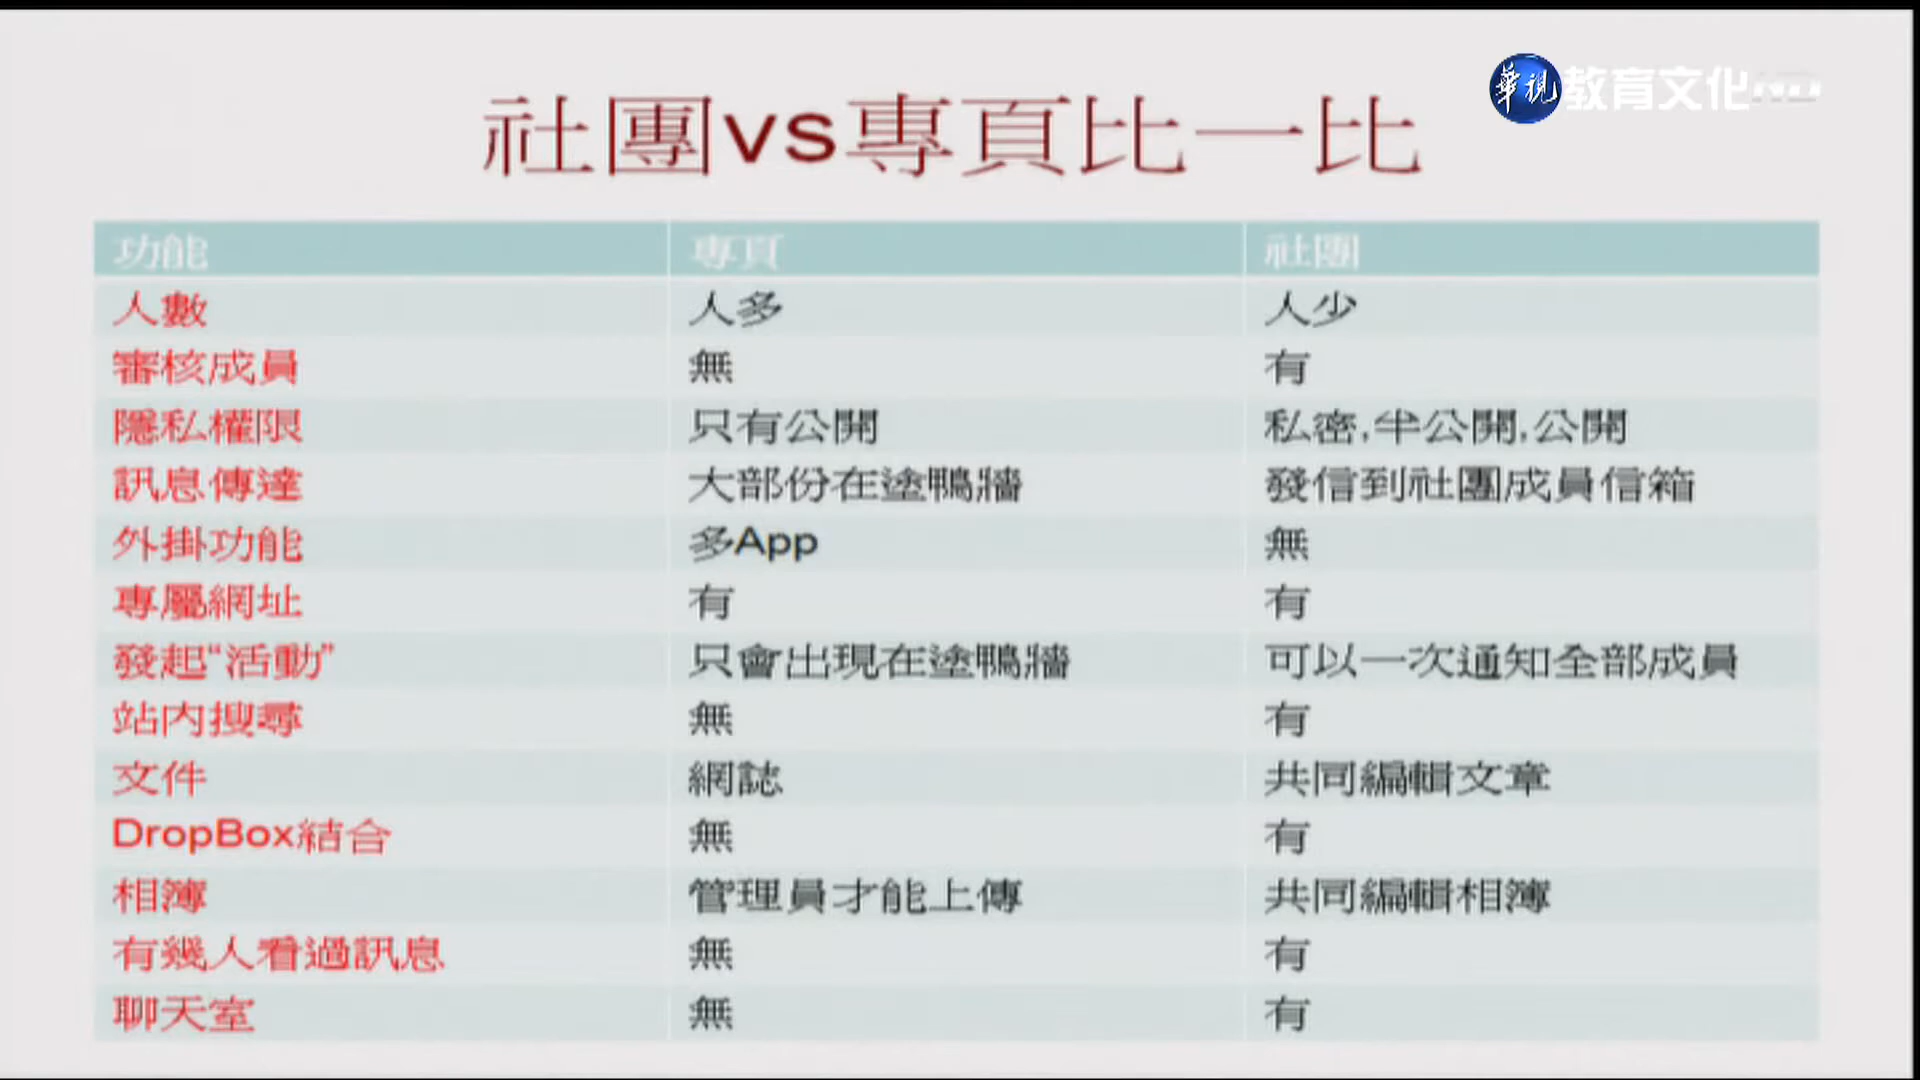 華視教育文化HD
社團vs專頁比一比
功能 專頁 社團
人數 人多 人少
審核成員 無 有
隱私權限 只有公開 私密,半公開,公開
訊息傳達 大部份在塗鴨牆 發信到社團成員信箱
外掛功能 多App 無
專屬網址 有 有
發起“活動” 只會出現在塗鴨牆 可以一次通知全部成員
站內搜尋 無 有
文件 網誌 共同編輯文章
DropBox結合 無 有
相簿 管理員才能上傳 共同編輯相簿
有幾人看過訊息 無 有
聊天室 無 有